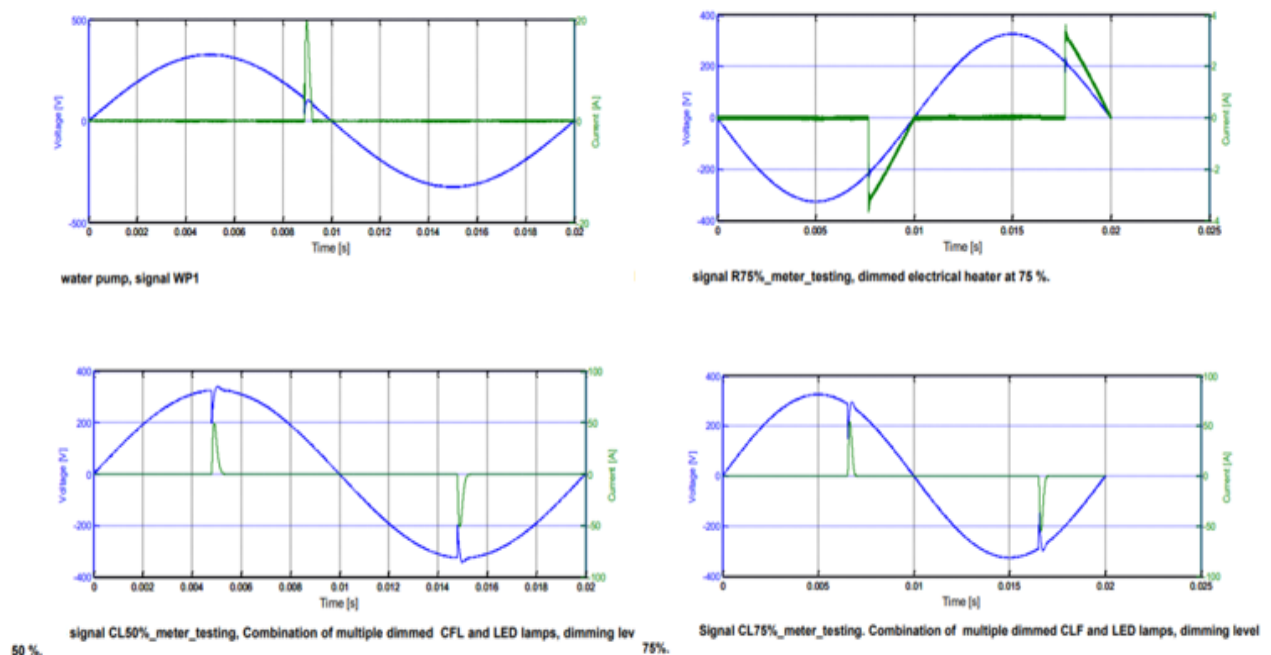 500
20
Voltage [V]
0
0
Current [A]
-500
20
0 0.002 0.004 0.006 0.008 0.01 0.012 0.014 0.016 0.018 0.02
Time [s]
water pump, signal WP1
400
4
200
2
Voltage [V]
0
0
Current [A]
-200
-2
-400
4
0 0.005 0.01 0.015 0.02 0.025
Time [s]
signal R75%_meter_testing, dimmed electrical heater at 75 %.
400
100
200
50
Voltage [V]
0
0
Current [A]
-200
-50
-400
100
0 0.002 0.004 0.006 0.008 0.01 0.012 0.014 0.016 0.018 0.02
Time [s]
signal CL50%_meter_testing, Combination of multiple dimmed CFL and LED lamps, dimming lev
50 %.
400
100
200
50
Voltage [V]
0
0
Current [A]
-200
-50
-400
100
0 0.005 0.01 0.015 0.02 0.025
Time [s]
Signal CL75%_meter_testing. Combination of multiple dimmed CLF and LED lamps, dimming level
75%.